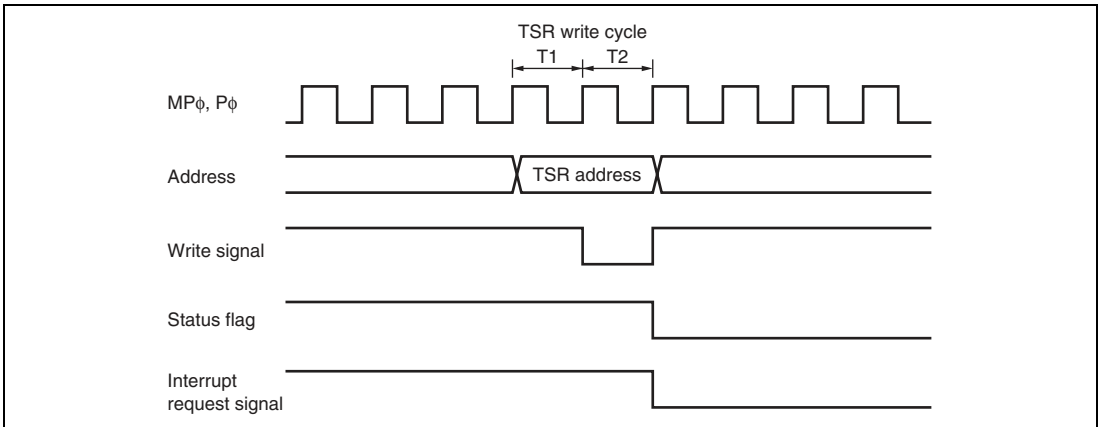 TSR write cycle
T1 T2
MPϕ, Pϕ
Address
TSR address
Write signal
Status flag
Interrupt
request signal